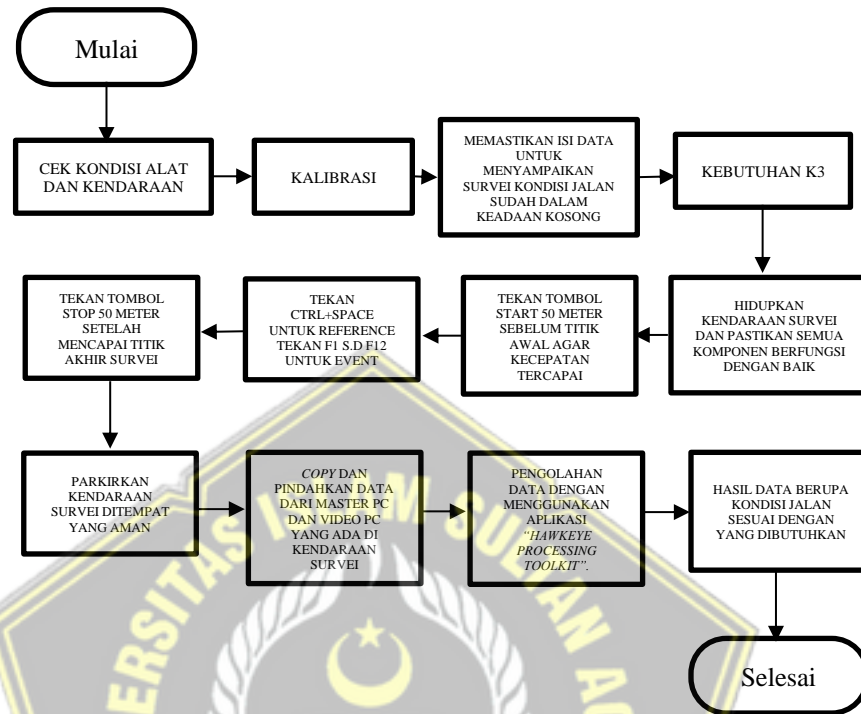 Mulai
CEK KONDISI ALAT
DAN KENDARAAN
KALIBRASI
MEMASTIKAN ISI DATA
UNTUK
MENYAMPAIKAN
SURVEI KONDISI JALAN
SUDAH DALAM
KEADAAN KOSONG
KEBUTUHAN K3
HIDUPKAN
KENDARAAN SURVEI
DAN PASTIKAN SEMUA
KOMPONEN BERFUNGSI
DENGAN BAIK
TEKAN TOMBOL
START 50 METER
SEBELUM TITIK
AWAL AGAR
KECEPATAN
TERCAPAI
TEKAN
CTRL+SPACE
UNTUK REFERENCE
TEKAN F1 S.D F12
UNTUK EVENT
TEKAN TOMBOL
STOP 50 METER
SETELAH
MENCAPAI TITIK
AKHIR SURVEI
PARKIRKAN
KENDARAAN
SURVEI DITEMPAT
YANG AMAN
COPY DAN
PINDAHKAN DATA
DARI MASTER PC
DAN VIDEO PC
YANG ADA DI
KENDARAAN
SURVEI
PENGOLAHAN
DATA DENGAN
MENGGUNAKAN
APLIKASI
“HAWKEYE
PROCESSING
TOOLKIT”.
HASIL DATA BERUPA
KONDISI JALAN
SESUAI DENGAN
YANG DIBUTUHKAN
Selesai
ERSITAS ISLAM SULTAN AG